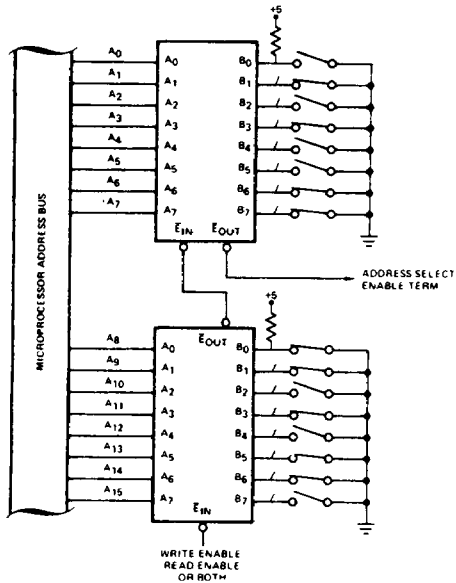 +5
A0 A0 B0
A1 A1 B1
A2 A2 B2
A3 A3 B3
A4 A4 B4
A5 A5 B5
A6 A6 B6
A7 A7 B7
EIN EOUT
MICROPROCESSOR ADDRESS BUS
ADDRESS SELECT
ENABLE TERM
+5
EOUT
A8 A0 B0
A9 A1 B1
A10 A2 B2
A11 A3 B3
A12 A4 B4
A13 A5 B5
A14 A6 B6
A15 A7 B7
EIN
WRITE ENABLE
READ ENABLE
OR BOTH